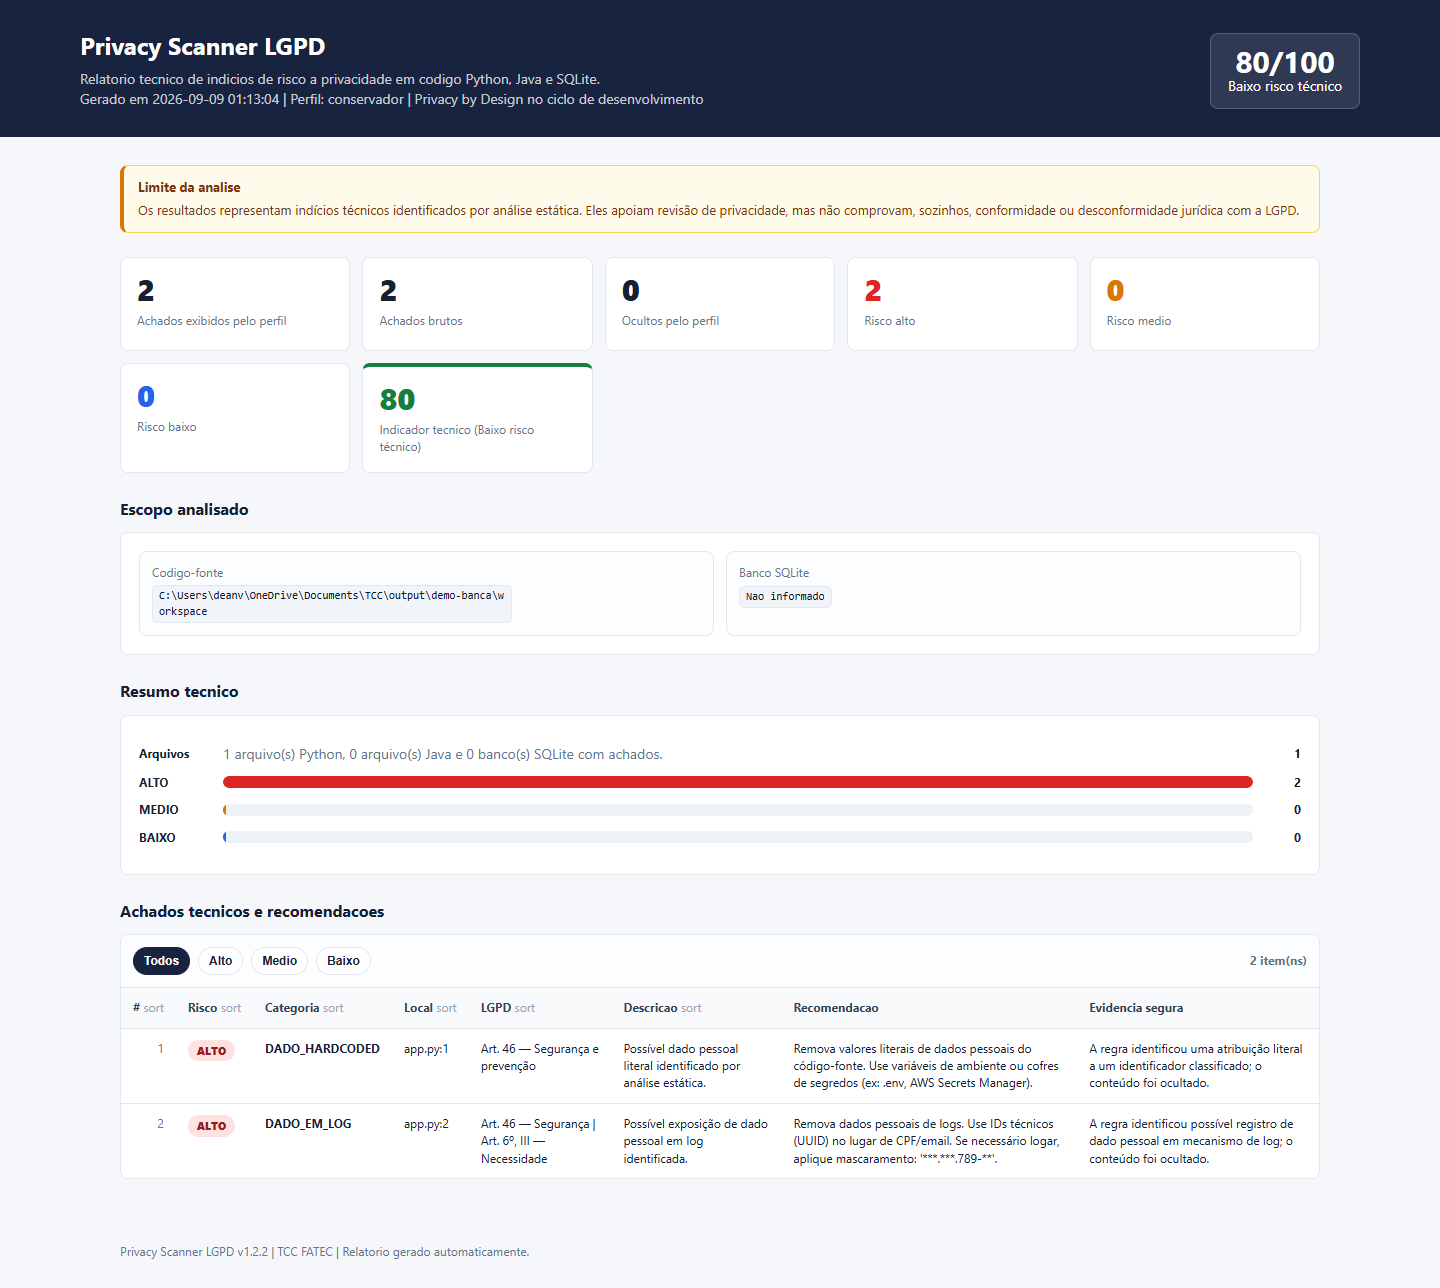 Privacy Scanner LGPD
Relatorio tecnico de indicios de risco a privacidade em codigo Python, Java e SQLite.
Gerado em 2026-09-09 01:13:04 | Perfil: conservador | Privacy by Design no ciclo de desenvolvimento
80/100
Baixo risco técnico
Limite da analise
Os resultados representam indícios técnicos identificados por análise estática. Eles apoiam revisão de privacidade, mas não comprovam, sozinhos, conformidade ou desconformidade jurídica com a LGPD.
2
Achados exibidos pelo perfil
2
Achados brutos
0
Ocultos pelo perfil
2
Risco alto
0
Risco medio
0
Risco baixo
80
Indicador tecnico (Baixo risco
técnico)
Escopo analisado
Codigo-fonte
C:\Users\deanv\OneDrive\Documents\TCC\output\demo-banca\w
orkspace
Banco SQLite
Nao informado
Resumo tecnico
Arquivos 1 arquivo(s) Python, 0 arquivo(s) Java e 0 banco(s) SQLite com achados. 1
ALTO 2
MEDIO 0
BAIXO 0
Achados tecnicos e recomendacoes
Todos Alto Medio Baixo 2 item(ns)
# sort Risco sort Categoria sort Local sort LGPD sort Descricao sort Recomendacao Evidencia segura
1 ALTO DADO_HARDCODED app.py:1
Art. 46 — Segurança e
prevenção
Possível dado pessoal
literal identificado por
análise estática.
Remova valores literais de dados pessoais do
código-fonte. Use variáveis de ambiente ou cofres
de segredos (ex: .env, AWS Secrets Manager).
A regra identificou uma atribuição literal
a um identificador classificado; o
conteúdo foi ocultado.
2 ALTO DADO_EM_LOG app.py:2
Art. 46 — Segurança |
Art. 6º, III —
Necessidade
Possível exposição de dado
pessoal em log
identificada.
Remova dados pessoais de logs. Use IDs técnicos
(UUID) no lugar de CPF/email. Se necessário logar,
aplique mascaramento: '***.***.789-**'.
A regra identificou possível registro de
dado pessoal em mecanismo de log; o
conteúdo foi ocultado.
Privacy Scanner LGPD v1.2.2 | TCC FATEC | Relatorio gerado automaticamente.